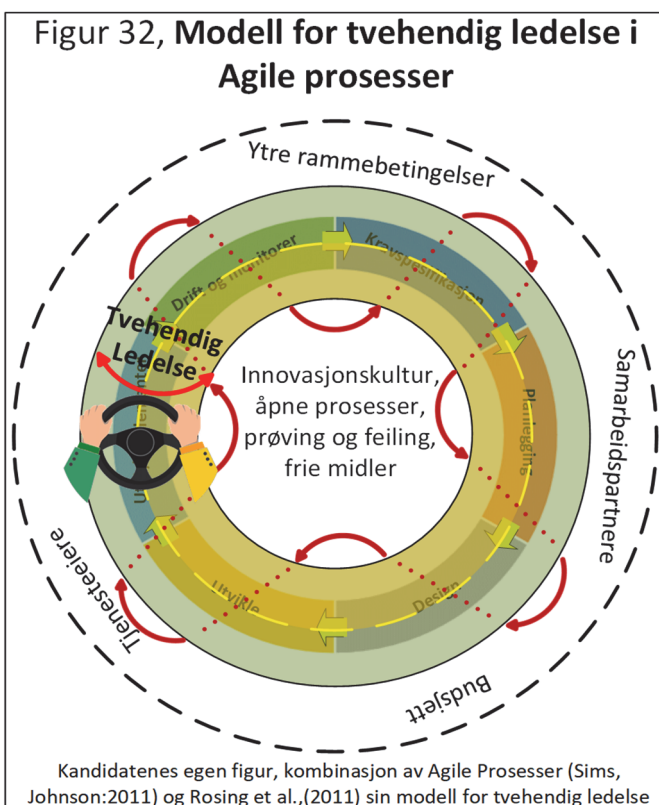 Figur 32, Modell for tvehendig ledelse i
Agile prosesser
Ytre rammebetingelser
Drift og monitorer
Kravspesifikasjon
Tvehendig
Ledelse
Innovasjonskultur,
åpne prosesser,
prøving og feiling,
frie midler
Planlegging
Samarbeidspartnere
Tjenesteeiere
Utvikle
Design
Budsjett
Kandidatenes egen figur, kombinasjon av Agile Prosesser (Sims,
Johnson:2011) og Rosing et al.,(2011) sin modell for tvehendig ledelse